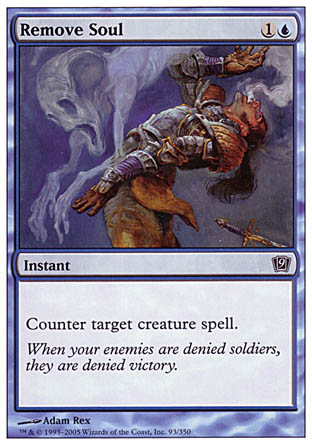 Remove Soul 1
Instant 9
Counter target creature spell.
When your enemies are denied soldiers,
they are denied victory.
Adam Rex
™ & © 1993-2005 Wizards of the Coast, Inc. 93/350